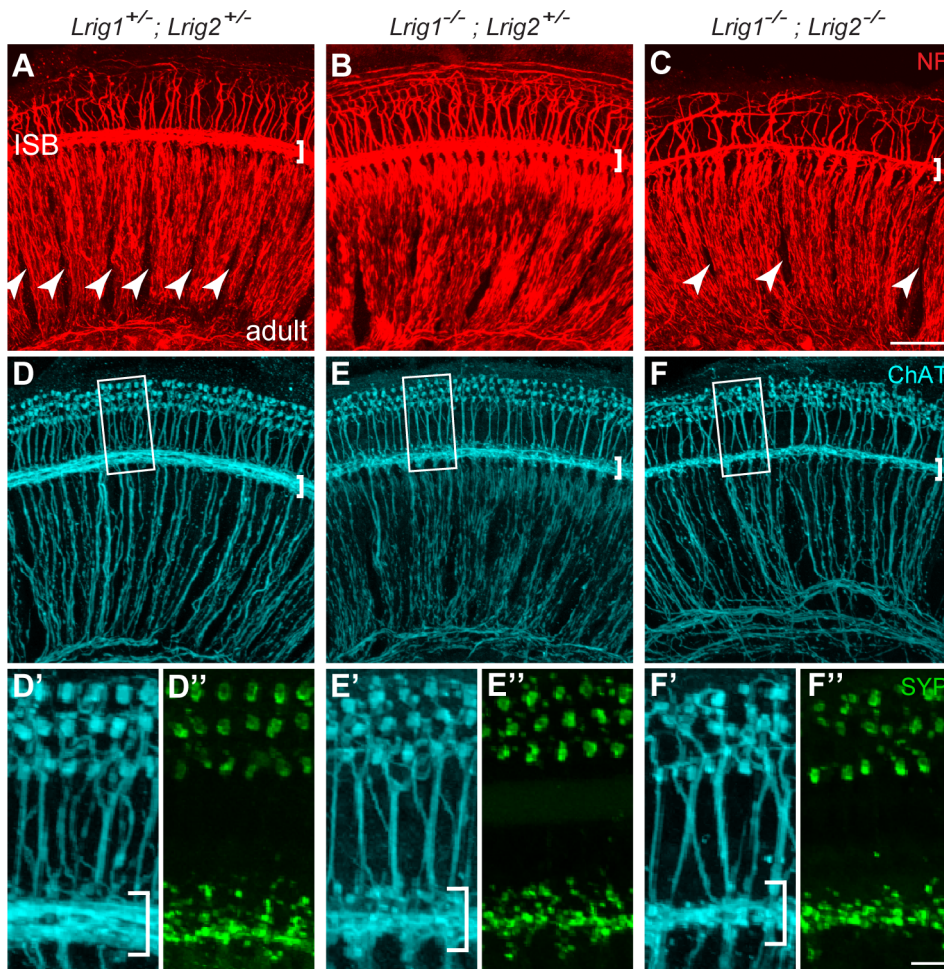 Lrig1+/-; Lrig2+/- Lrig1-/-; Lrig2+/- Lrig1-/-; Lrig2-/-
A B C NF
ISB
adult
D E F ChAT
D' D'' E' E'' F' F'' SYP